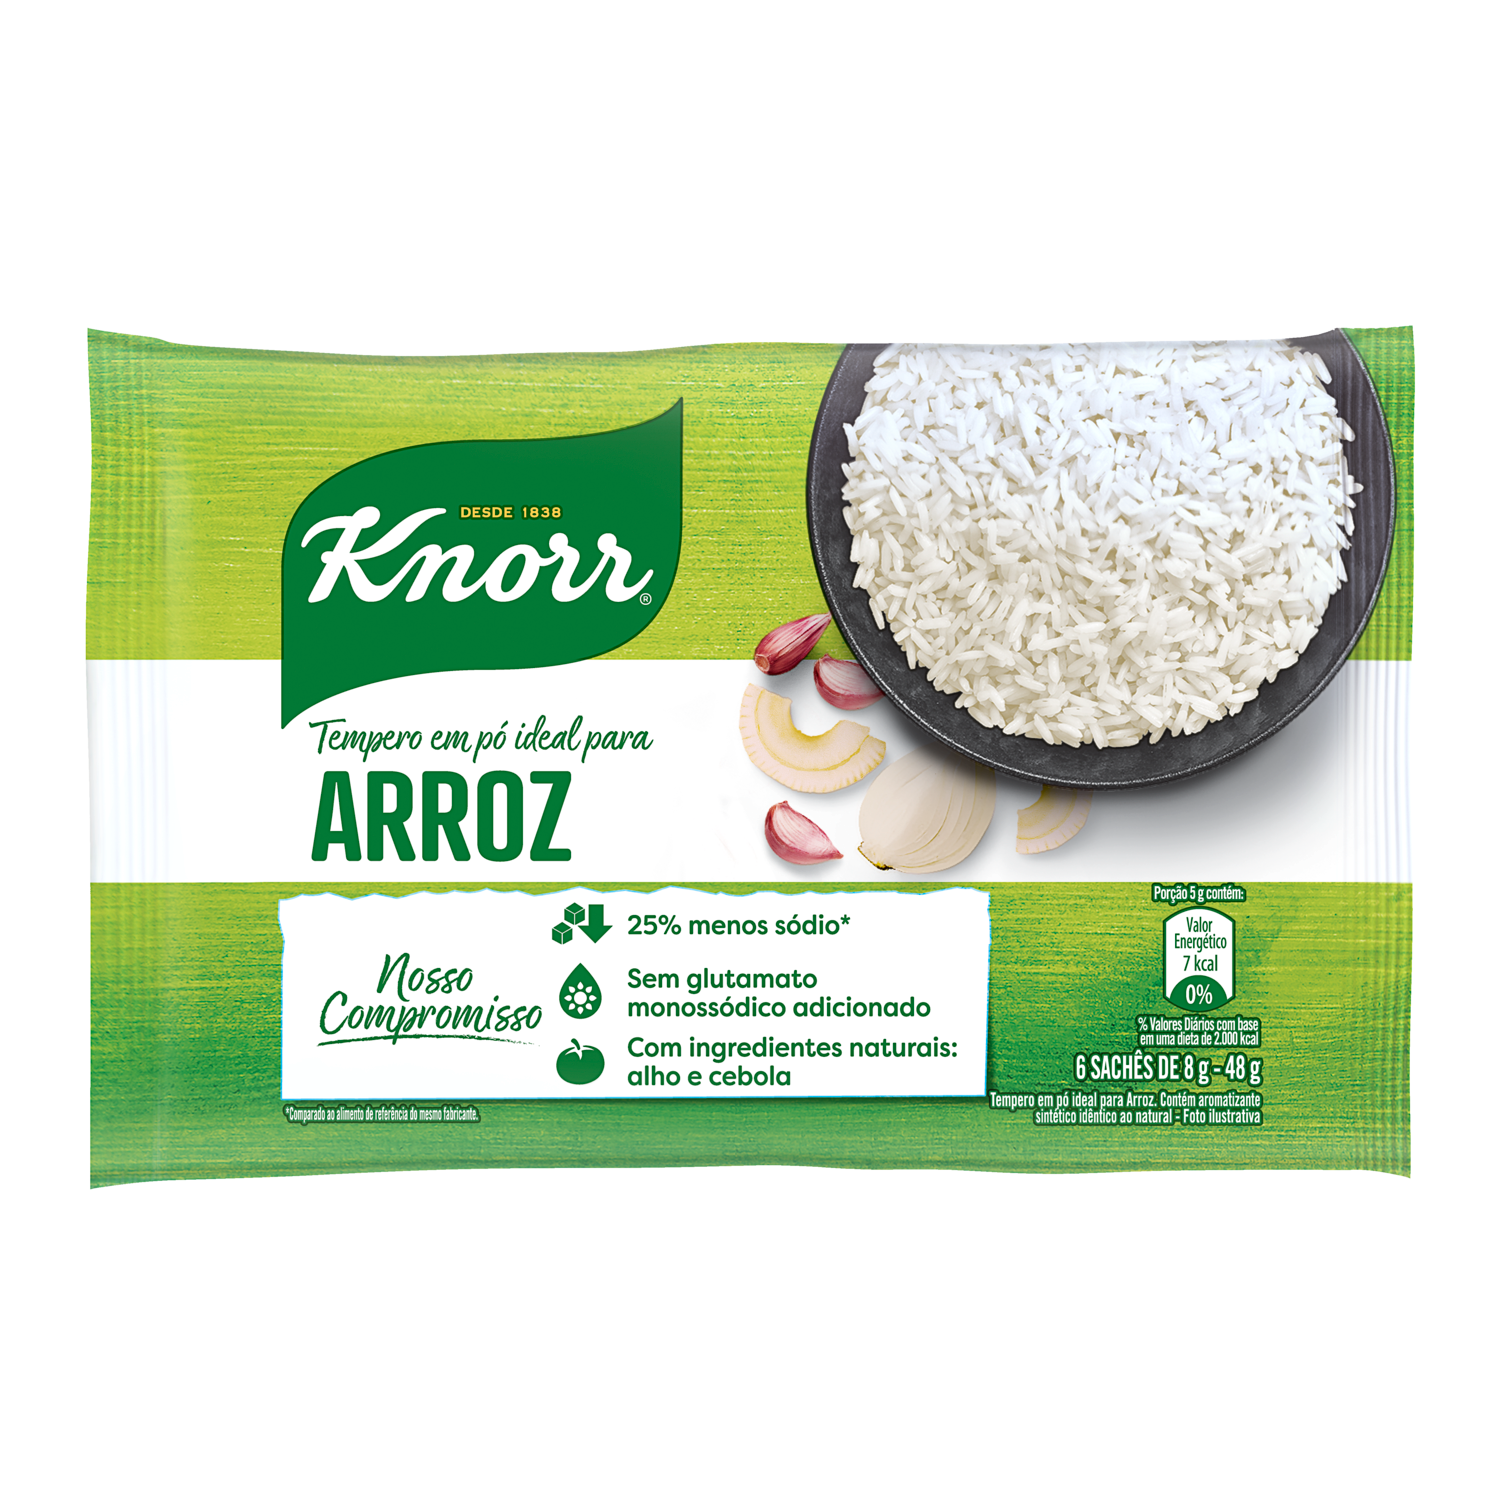 DESDE 1838
Knorr®
Tempero em pó ideal para
ARROZ
Nosso
Compromisso
25% menos sódio*
Sem glutamato
monossódico adicionado
Com ingredientes naturais:
alho e cebola
*Comparado ao alimento de referência do mesmo fabricante.
Porção 5 g contém:
Valor
Energético
7 kcal
0%
% Valores Diários com base
em uma dieta de 2.000 kcal
6 SACHÊS DE 8 g - 48 g
Tempero em pó ideal para Arroz. Contém aromatizante
sintético idêntico ao natural - Foto ilustrativa